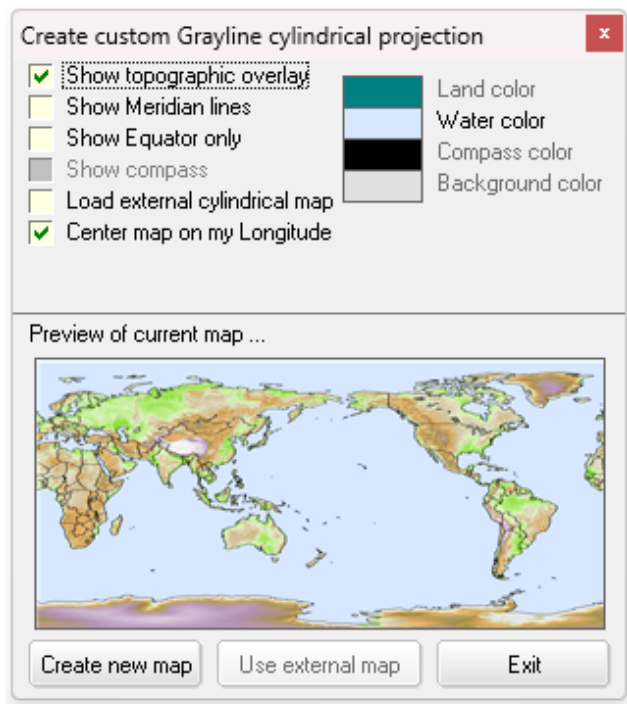 Create custom Grayline cylindrical projection
x
Show topographic overlay
Show Meridian lines
Show Equator only
Show compass
Load external cylindrical map
Center map on my Longitude
Land color
Water color
Compass color
Background color
Preview of current map ...
Create new map
Use external map
Exit